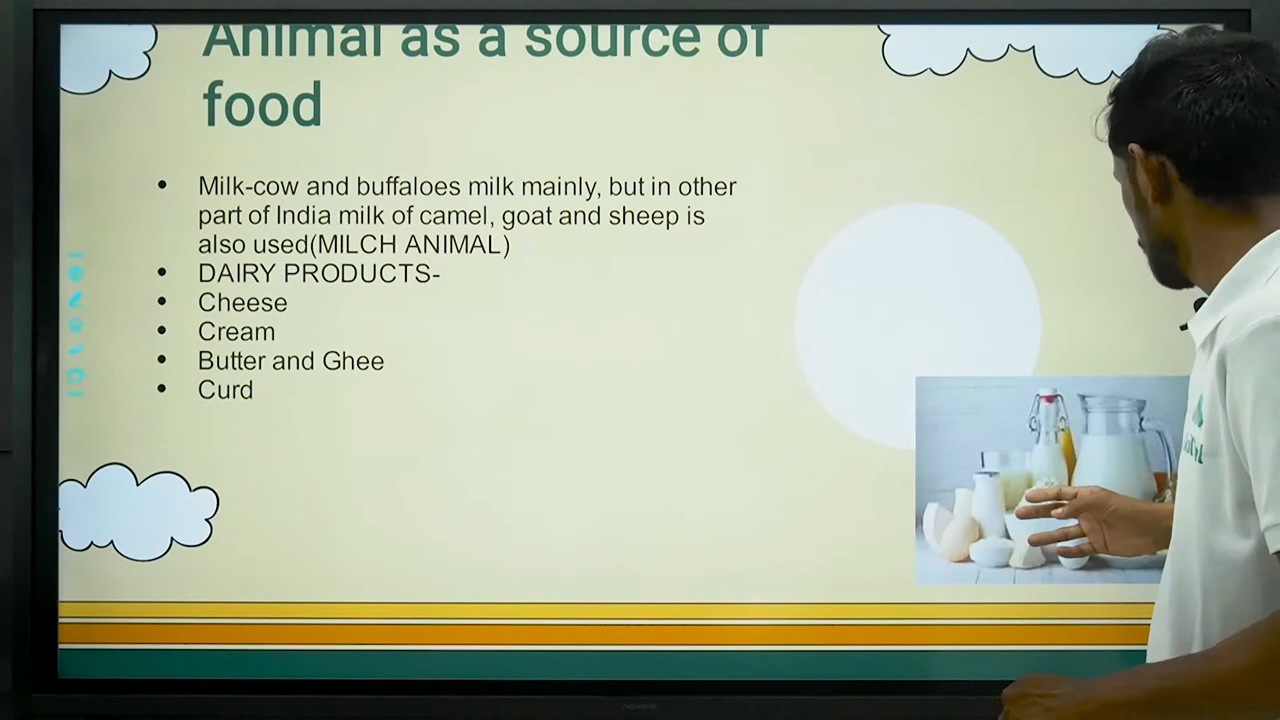 Animal as a source of
food
• Milk-cow and buffaloes milk mainly, but in other
part of India milk of camel, goat and sheep is
also used(MILCH ANIMAL)
• DAIRY PRODUCTS-
• Cheese
• Cream
• Butter and Ghee
• Curd